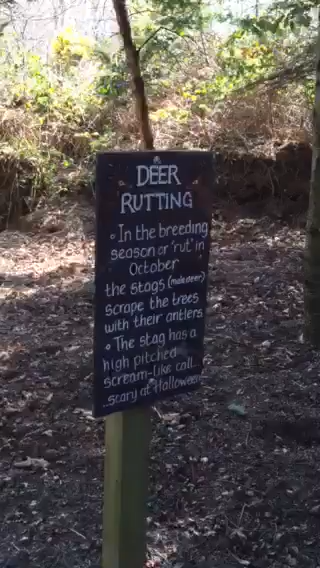 DEER
RUTTING
• In the breeding
season or 'rut' in
October
the stags (male deer)
scrape the trees
with their antlers
• The stag has a
high pitched
scream-like call...
...scary at Halloween